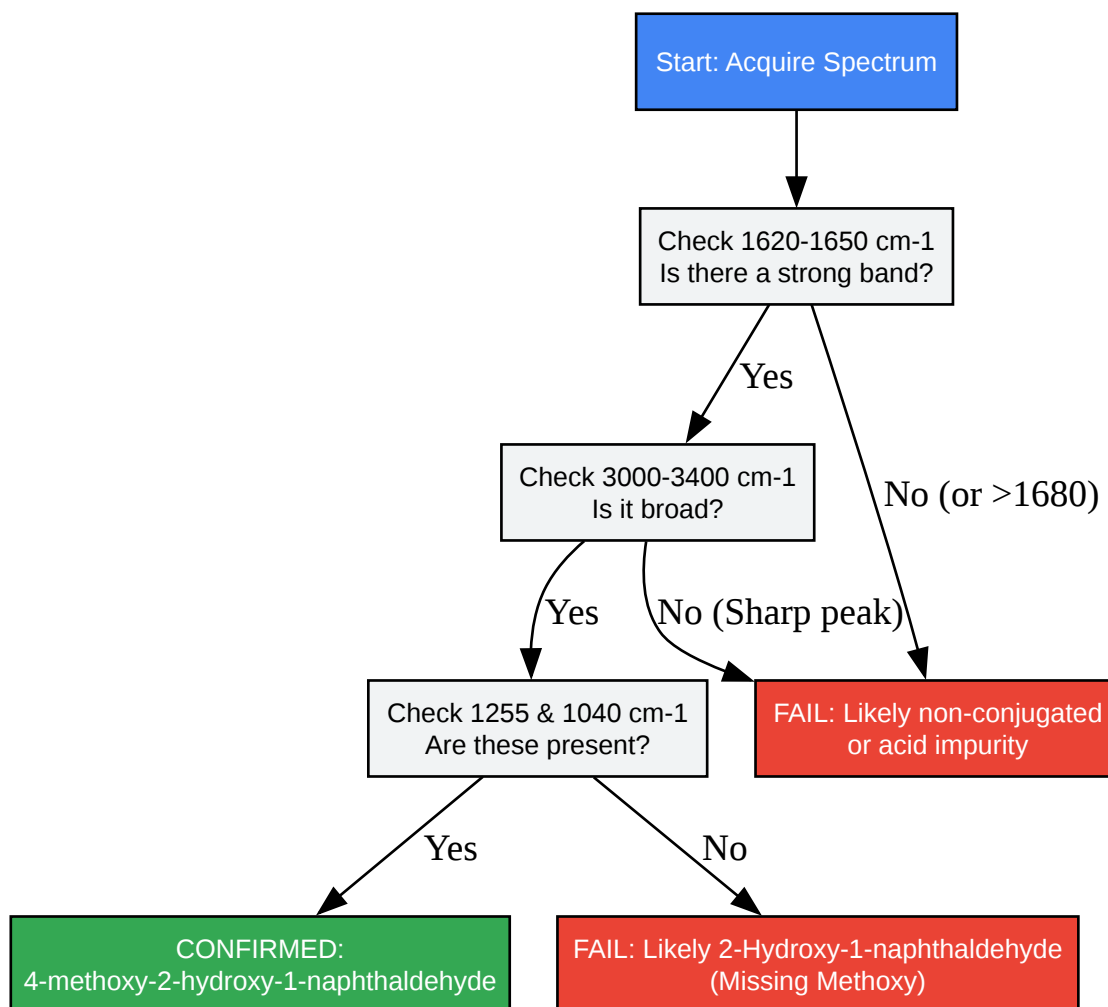 Start: Acquire Spectrum
Check 1620-1650 cm-1
Is there a strong band?
Yes
No (or >1680)
Check 3000-3400 cm-1
Is it broad?
Yes
No (Sharp peak)
Check 1255 & 1040 cm-1
Are these present?
FAIL: Likely non-conjugated
or acid impurity
Yes
No
CONFIRMED:
4-methoxy-2-hydroxy-1-naphthaldehyde
FAIL: Likely 2-Hydroxy-1-naphthaldehyde
(Missing Methoxy)